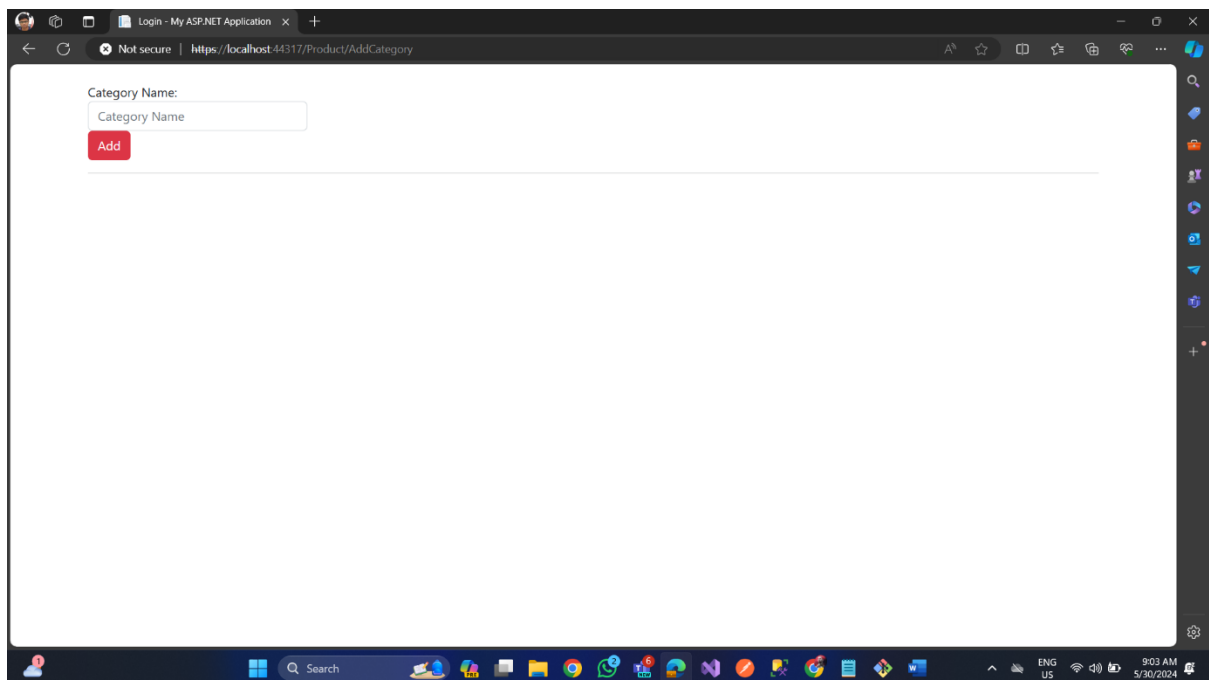 Login - My ASP.NET Application
Not secure | https://localhost:44317/Product/AddCategory
Category Name:
Category Name
Add
Search
ENG
US
9:03 AM
5/30/2024